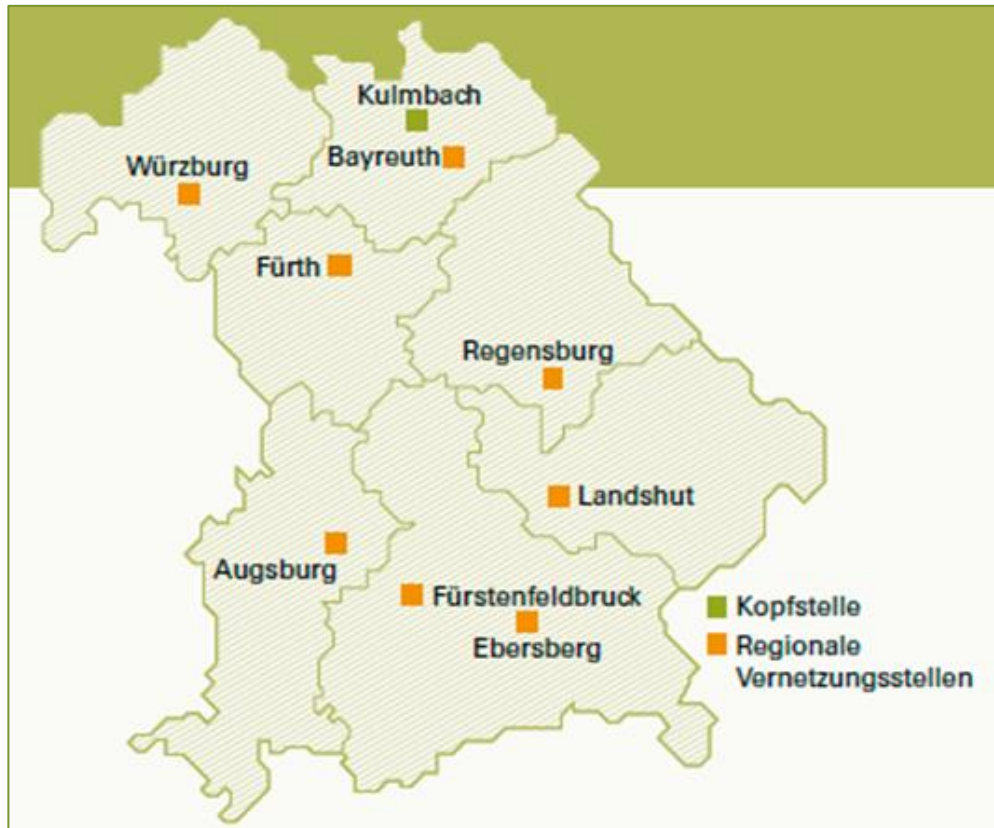 Kulmbach
Bayreuth
Würzburg
Fürth
Regensburg
Landshut
Augsburg
Fürstenfeldbruck
Ebersberg
Kopfstelle
Regionale
Vernetzungsstellen